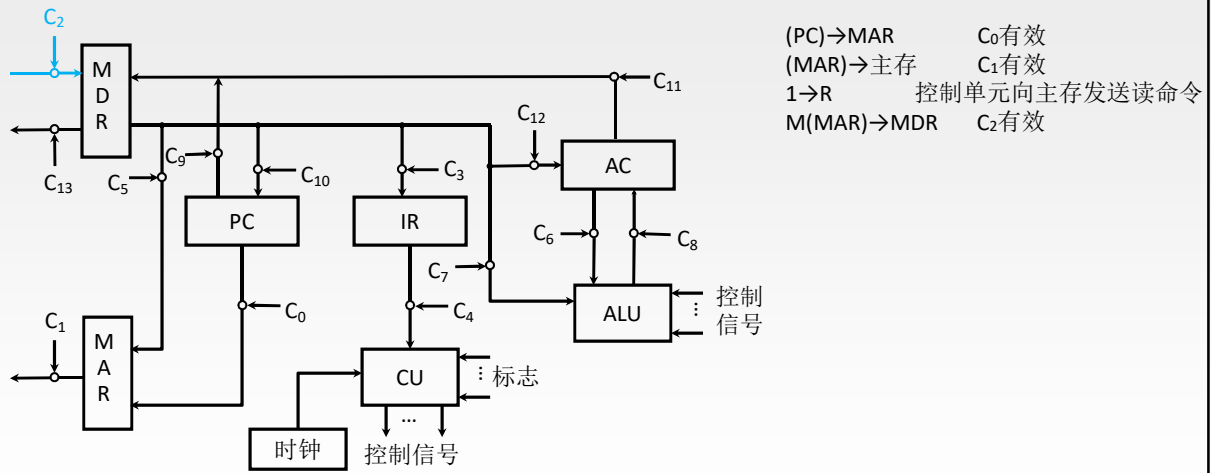 C₂
M
D
R
C₁₃
C₅
C₉
C₁₀
C₃
C₁₂
C₁₁
AC
PC
IR
C₆
C₈
C₇
C₀
C₄
ALU
控制
⋮
信号
C₁
M
A
R
CU
⋮ 标志
...
时钟
控制信号
(PC)→MAR C₀有效
(MAR)→主存 C₁有效
1→R 控制单元向主存发送读命令
M(MAR)→MDR C₂有效